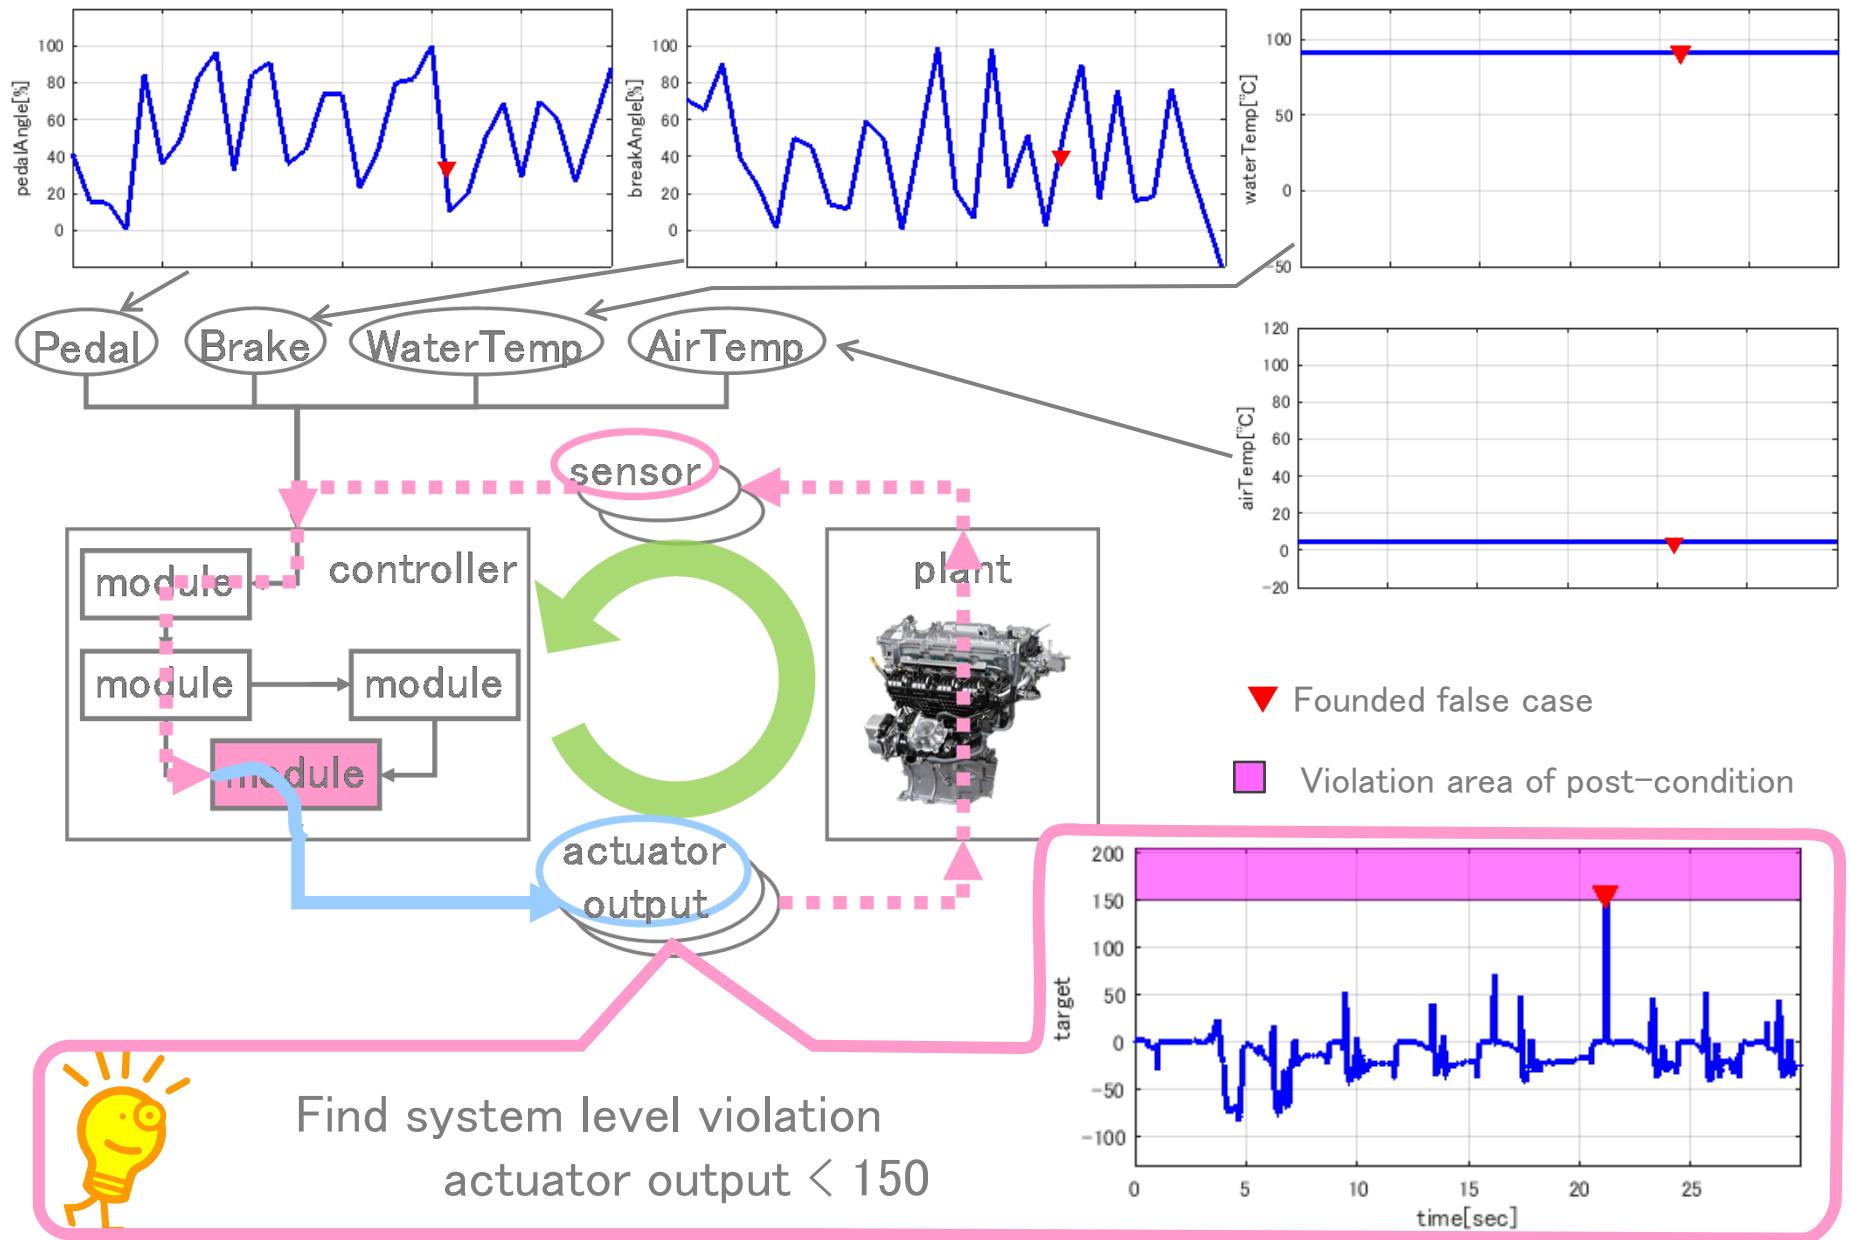 100
80
60
40
20
0
pedalAngle[%]
100
80
60
40
20
0
breakAngle[%]
100
50
0
-50
waterTemp[℃]
Pedal
Brake
WaterTemp
AirTemp
120
100
80
60
40
20
0
-20
airTemp[℃]
sensor
controller
plant
module
module
module
module
actuator
output
Founded false case
Violation area of post-condition
200
150
100
50
0
-50
-100
target
0
5
10
15
20
25
time[sec]
Find system level violation
actuator output < 150